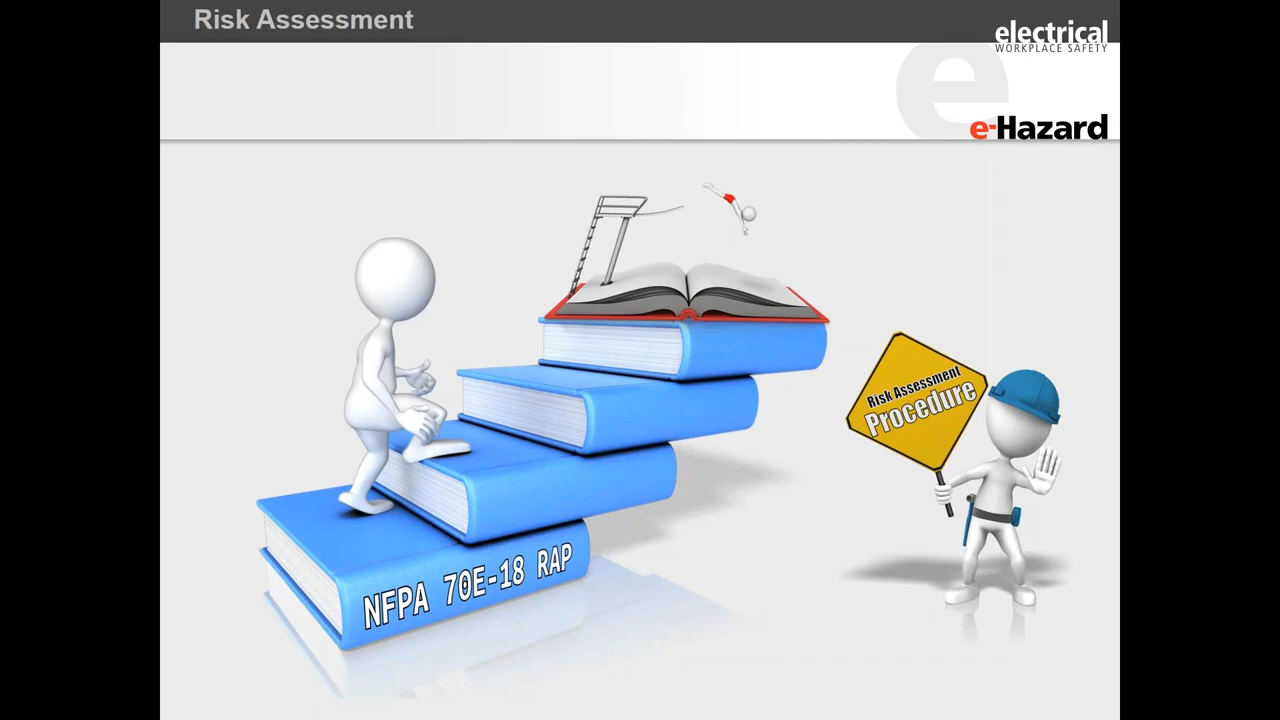 Risk Assessment
electrical
WORKPLACE SAFETY
e
e-Hazard
Risk Assessment
Procedure
NFPA 70E-18 RAP